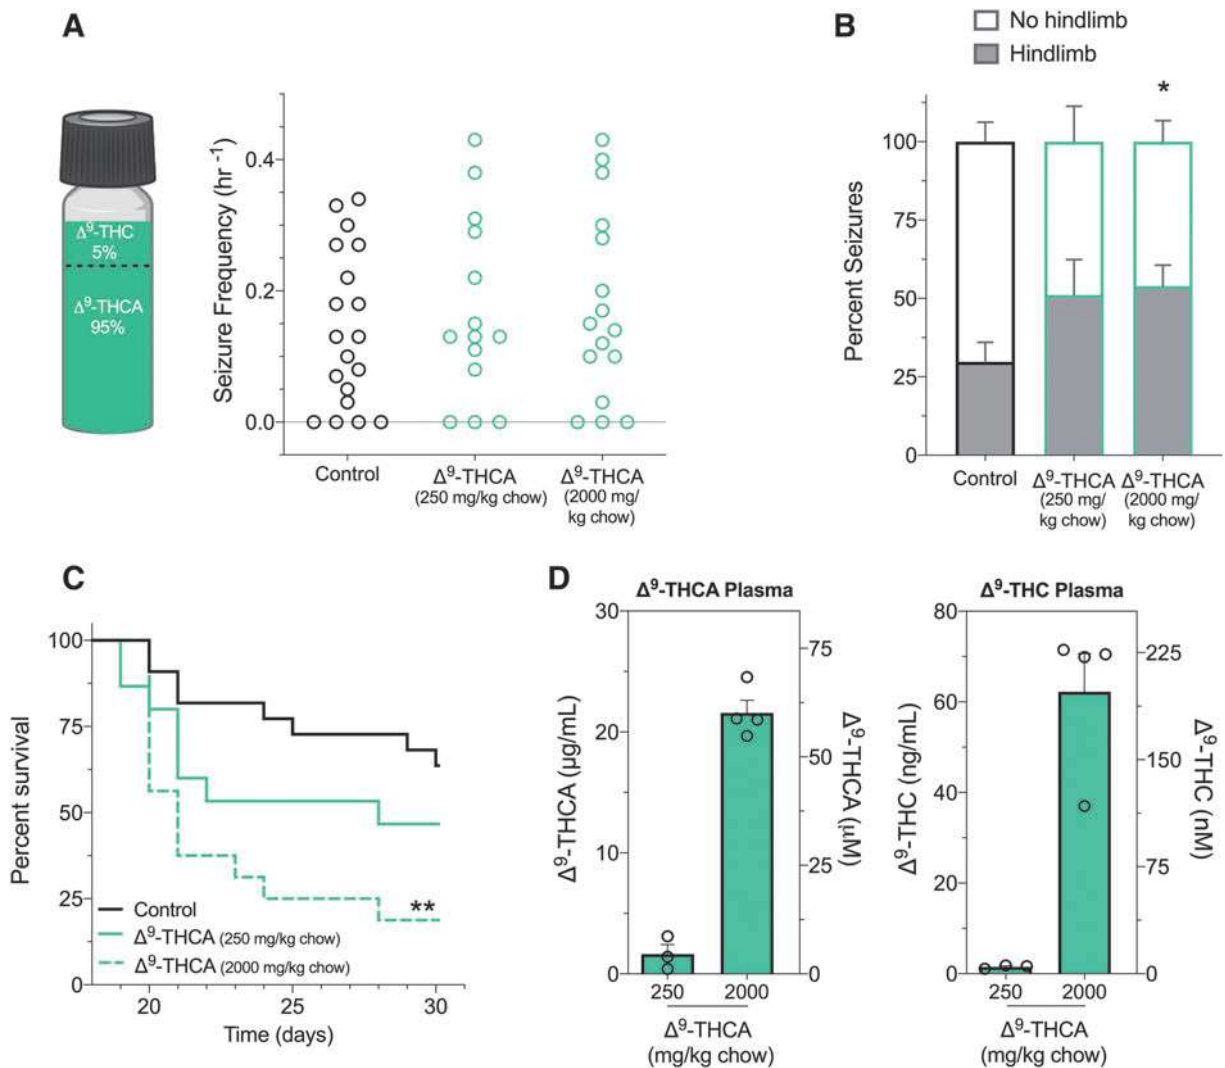 A
Δ⁹-THC
5%
Δ⁹-THCA
95%
Seizure Frequency (hr ⁻¹)
0.4
0.2
0.0
Control
Δ⁹-THCA
(250 mg/kg chow)
Δ⁹-THCA
(2000 mg/
kg chow)
B
No hindlimb
Hindlimb
*
Percent Seizures
100
75
50
25
0
Control
Δ⁹-THCA
(250 mg/
kg chow)
Δ⁹-THCA
(2000 mg/
kg chow)
C
Percent survival
100
75
50
25
0
**
Control
Δ⁹-THCA (250 mg/kg chow)
Δ⁹-THCA (2000 mg/kg chow)
20
25
30
Time (days)
D
Δ⁹-THCA Plasma
Δ⁹-THCA (µg/mL)
30
20
10
0
75
50
25
0
Δ⁹-THCA (µM)
250
2000
Δ⁹-THCA
(mg/kg chow)
Δ⁹-THC Plasma
Δ⁹-THC (ng/mL)
80
60
40
20
0
225
150
75
0
Δ⁹-THC (nM)
250
2000
Δ⁹-THCA
(mg/kg chow)